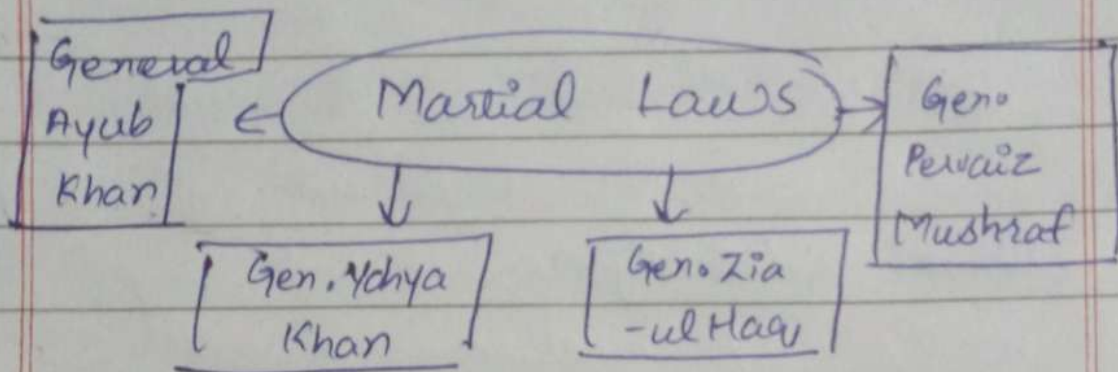 General
Ayub
Khan
Martial Laws
Gen. Yahya
Khan
Gen. Zia
-ul Haq
Gen.
Pervaiz
Mushraf